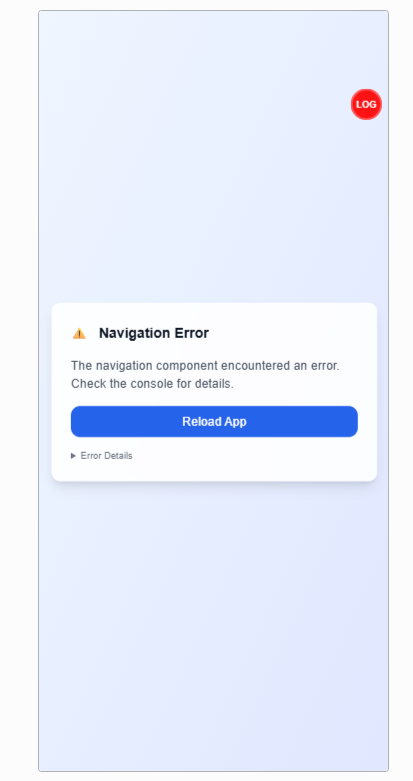 LOG
Navigation Error
The navigation component encountered an error.
Check the console for details.
Reload App
Error Details